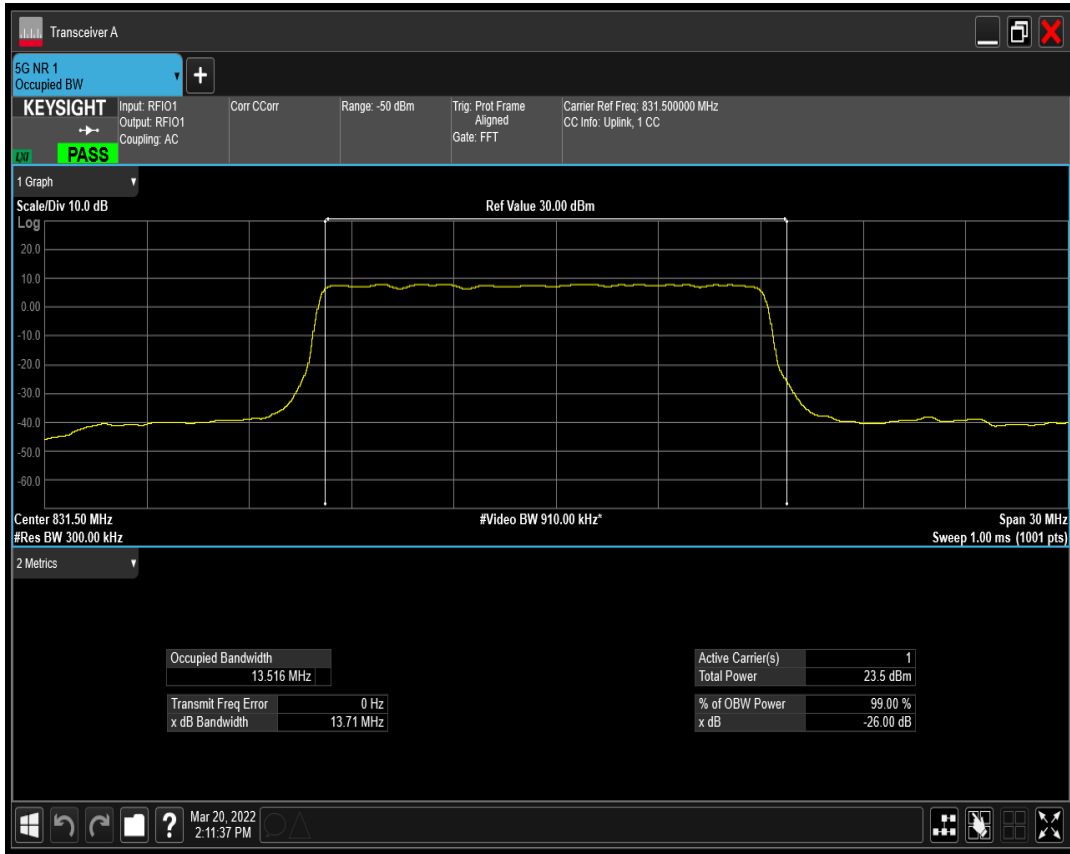 Transceiver A
5G NR 1
Occupied BW
KEYSIGHT
LXI
PASS
Input: RFIO1
Output: RFIO1
Coupling: AC
Corr CCorr
Range: -50 dBm
Trig: Prot Frame
Aligned
Gate: FFT
Carrier Ref Freq: 831.500000 MHz
CC Info: Uplink, 1 CC
1 Graph
Scale/Div 10.0 dB
Ref Value 30.00 dBm
Log
20.0
10.0
0.00
-10.0
-20.0
-30.0
-40.0
-50.0
-60.0
Center 831.50 MHz
#Video BW 910.00 kHz*
Span 30 MHz
#Res BW 300.00 kHz
Sweep 1.00 ms (1001 pts)
2 Metrics
Occupied Bandwidth
13.516 MHz
Transmit Freq Error 0 Hz
x dB Bandwidth 13.71 MHz
Active Carrier(s) 1
Total Power 23.5 dBm
% of OBW Power 99.00 %
x dB -26.00 dB
?
Mar 20, 2022
2:11:37 PM